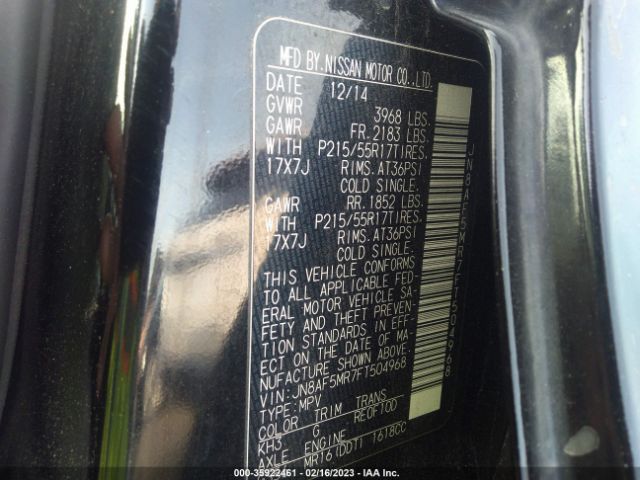 MFD BY.NISSAN MOTOR CO.,LTD.
DATE 12/14
GVWR 3968 LBS.
GAWR FR.2183 LBS.
WITH P215/55R17TIRES.
17X7J RIMS.AT36PSI
COLD SINGLE.
GAWR RR.1852 LBS.
WITH P215/55R17TIRES.
17X7J RIMS.AT36PSI
COLD SINGLE.
THIS VEHICLE CONFORMS
TO ALL APPLICABLE FED-
ERAL MOTOR VEHICLE SA-
FETY AND THEFT PREVEN-
TION STANDARDS IN EFF-
ECT ON THE DATE OF MA-
NUFACTURE SHOWN ABOVE.
VIN:JN8AF5MR7FT504968
TYPE:MPV
COLOR TRIM TRANS
KH3 G RE0F10D
AXLE ENGINE
MR16(DDT) 1618CC
JN8AF5MR7FT504968
00-35922461 - 02/16/2023 - IAA Inc.